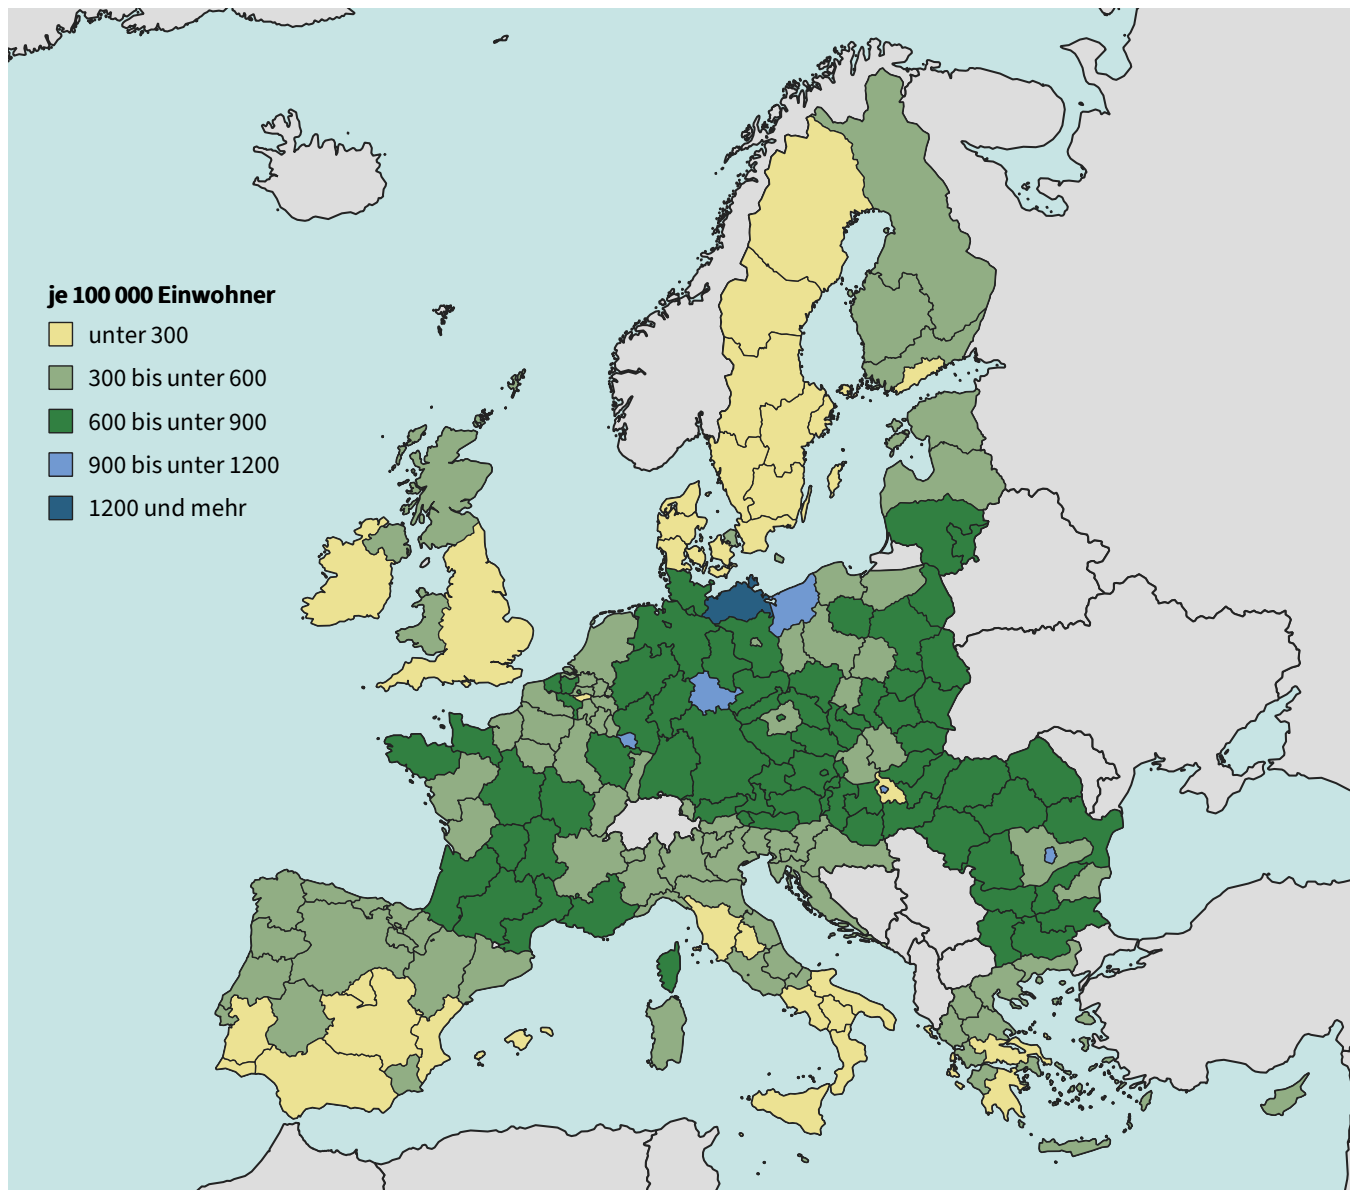 je 100 000 Einwohner
unter 300
300 bis unter 600
600 bis unter 900
900 bis unter 1200
1200 und mehr